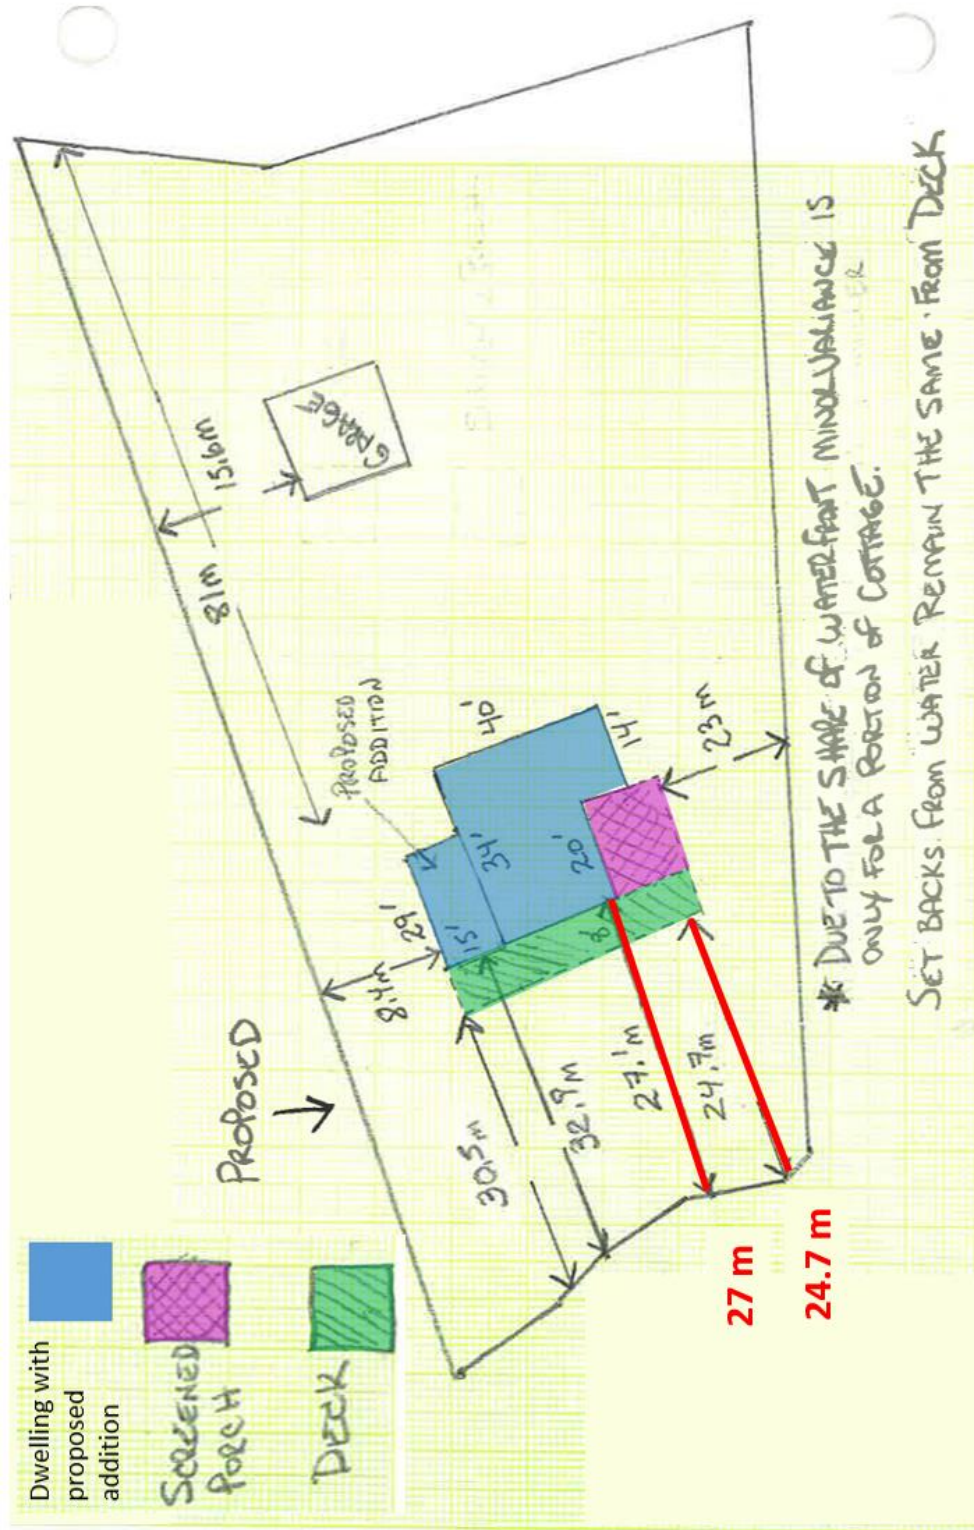 Dwelling with
proposed
addition
SCREENED
PORCH
DECK
PROPOSED
81M
15.6m
GARAGE
PROPOSED
ADDITION
40'
14'
34'
20'
29'
15'
8'
8.4m
23m
30.5m
32.9M
27.1m
24.7m
27 m
24.7 m
* DUE TO THE SHAPE of WATERFRONT MINOR VARIANCE IS
ONLY FOR A PORTION of COTTAGE.
SET BACKS. FROM WATER REMAIN THE SAME. FROM DECK